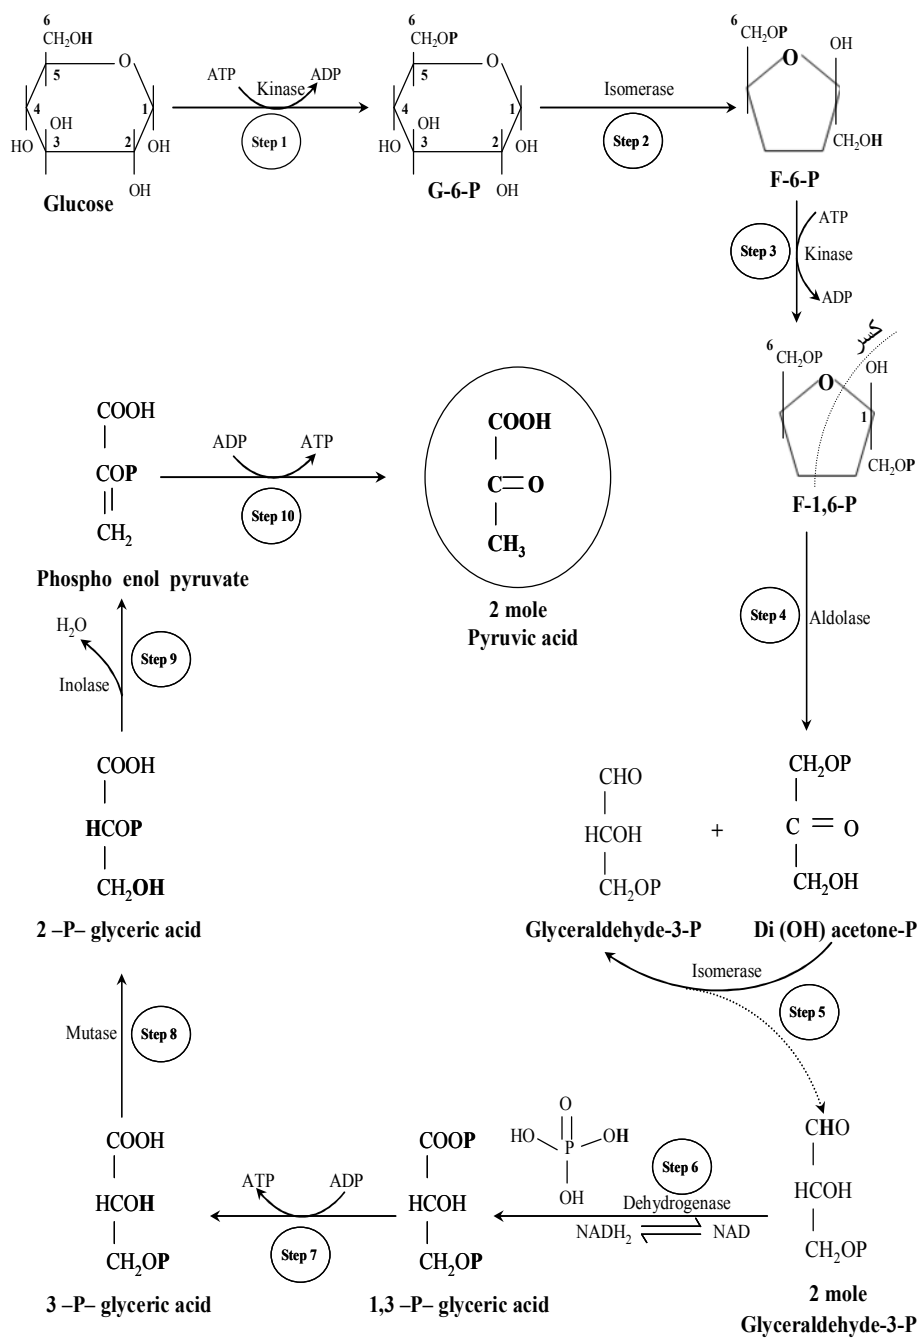 6
CH₂OH
O
5
4
1
OH
3
2
HO
OH
OH
Glucose
ATP
ADP
Kinase
Step 1
6
CH₂OP
O
5
4
1
OH
3
2
HO
OH
OH
G-6-P
Isomerase
Step 2
6
CH₂OP
OH
O
CH₂OH
F-6-P
ATP
Step 3
Kinase
ADP
كسر
6
CH₂OP
OH
O
1
CH₂OP
F-1,6-P
Step 4
Aldolase
CH₂OP
C = O
CH₂OH
Di (OH) acetone-P
+
CHO
HCOH
CH₂OP
Glyceraldehyde-3-P
Isomerase
Step 5
CHO
HCOH
CH₂OP
2 mole
Glyceraldehyde-3-P
O
HO
P
OH
OH
Step 6
Dehydrogenase
NADH₂
NAD
COOP
HCOH
CH₂OP
1,3 –P– glyceric acid
ATP
ADP
Step 7
COOH
HCOH
CH₂OP
3 –P– glyceric acid
Mutase
Step 8
COOH
HCOP
CH₂OH
2 –P– glyceric acid
H₂O
Step 9
Inolase
COOH
COP
CH₂
Phospho enol pyruvate
ADP
ATP
Step 10
COOH
C=O
CH₃
2 mole
Pyruvic acid